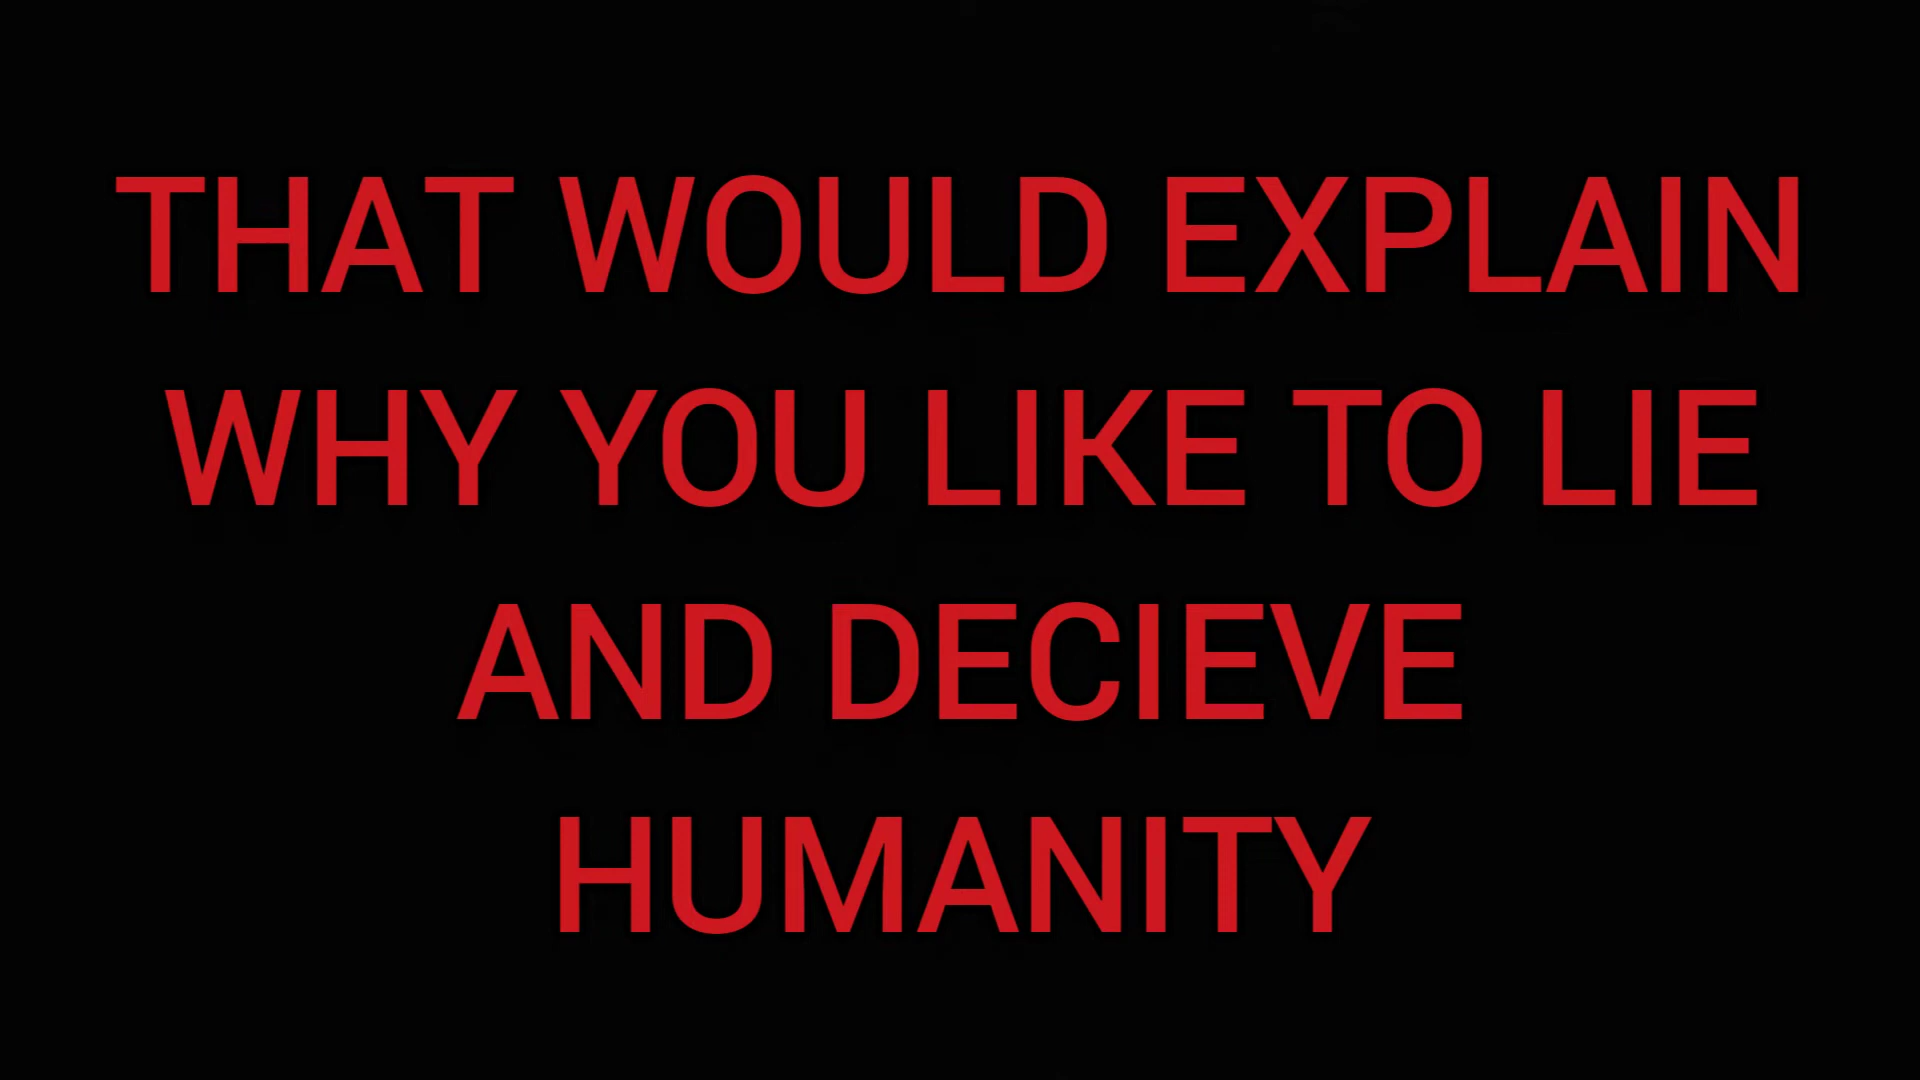 THAT WOULD EXPLAIN
WHY YOU LIKE TO LIE
AND DECIEVE
HUMANITY